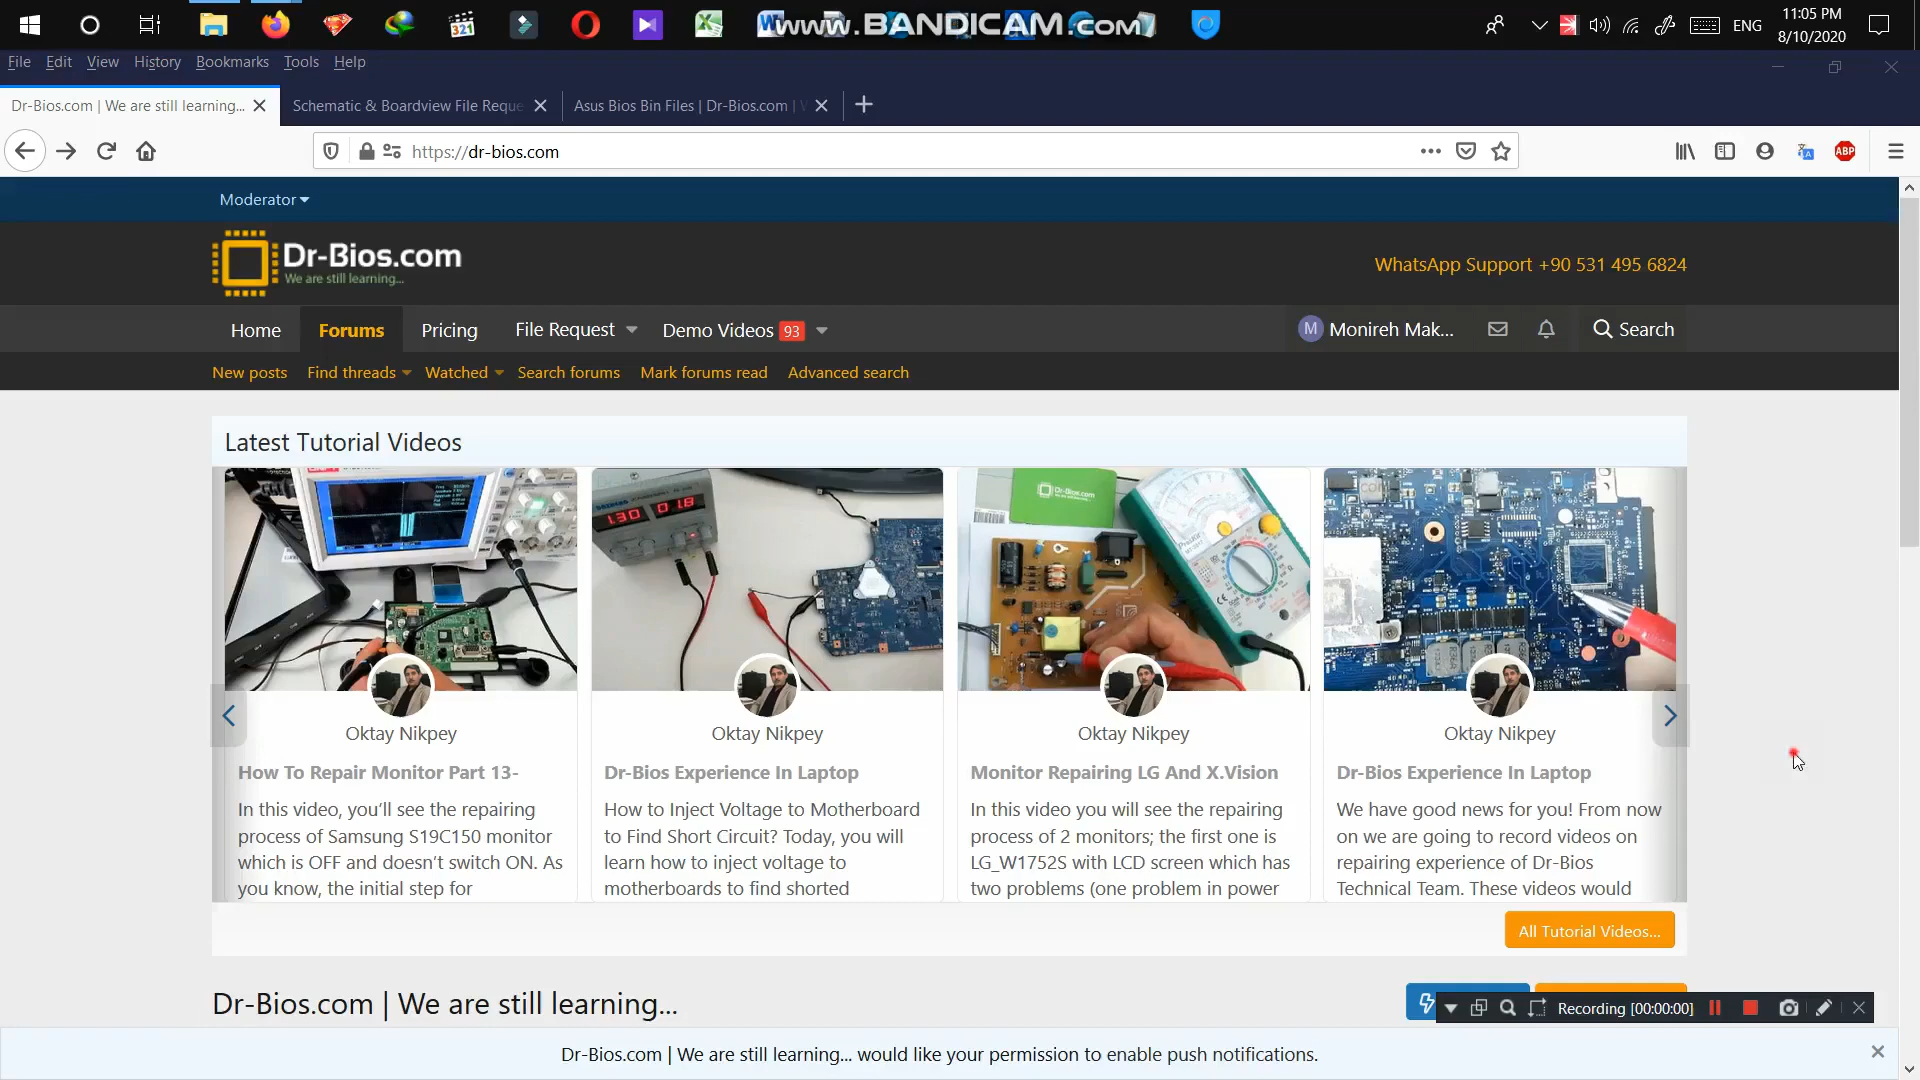 www.BANDICAM.com
321
ENG
11:05 PM
8/10/2020
File Edit View History Bookmarks Tools Help
Dr-Bios.com | We are still learning...
Schematic & Boardview File Reque
Asus Bios Bin Files | Dr-Bios.com |
https://dr-bios.com
ABP
Moderator
Dr-Bios.com
We are still learning...
WhatsApp Support +90 531 495 6824
Home Forums Pricing File Request Demo Videos 93
M Monireh Mak... Search
New posts Find threads Watched Search forums Mark forums read Advanced search
Latest Tutorial Videos
1.30 0.18
Dr-Bios.com
Oktay Nikpey
How To Repair Monitor Part 13-
In this video, you’ll see the repairing
process of Samsung S19C150 monitor
which is OFF and doesn’t switch ON. As
you know, the initial step for
Oktay Nikpey
Dr-Bios Experience In Laptop
How to Inject Voltage to Motherboard
to Find Short Circuit? Today, you will
learn how to inject voltage to
motherboards to find shorted
Oktay Nikpey
Monitor Repairing LG And X.Vision
In this video you will see the repairing
process of 2 monitors; the first one is
LG_W1752S with LCD screen which has
two problems (one problem in power
Oktay Nikpey
Dr-Bios Experience In Laptop
We have good news for you! From now
on we are going to record videos on
repairing experience of Dr-Bios
Technical Team. These videos would
All Tutorial Videos...
Dr-Bios.com | We are still learning...
Recording [00:00:00]
Dr-Bios.com | We are still learning... would like your permission to enable push notifications.